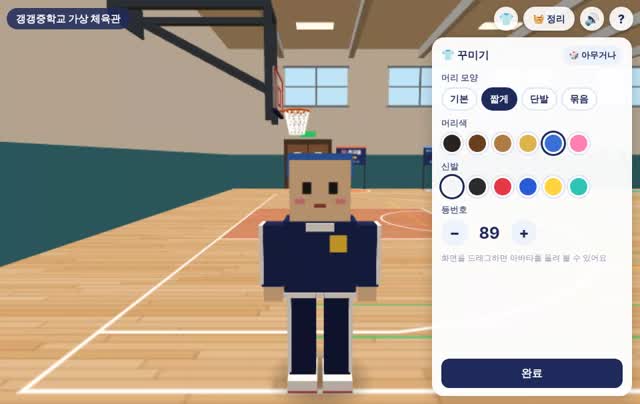 갱갱중학교 가상 체육관
👕
🧺 정리
🔊
?
👕 꾸미기
🎲 아무거나
머리 모양
기본
짧게
단발
묶음
머리색
신발
등번호
− 89 +
화면을 드래그하면 아바타를 돌려 볼 수 있어요
완료